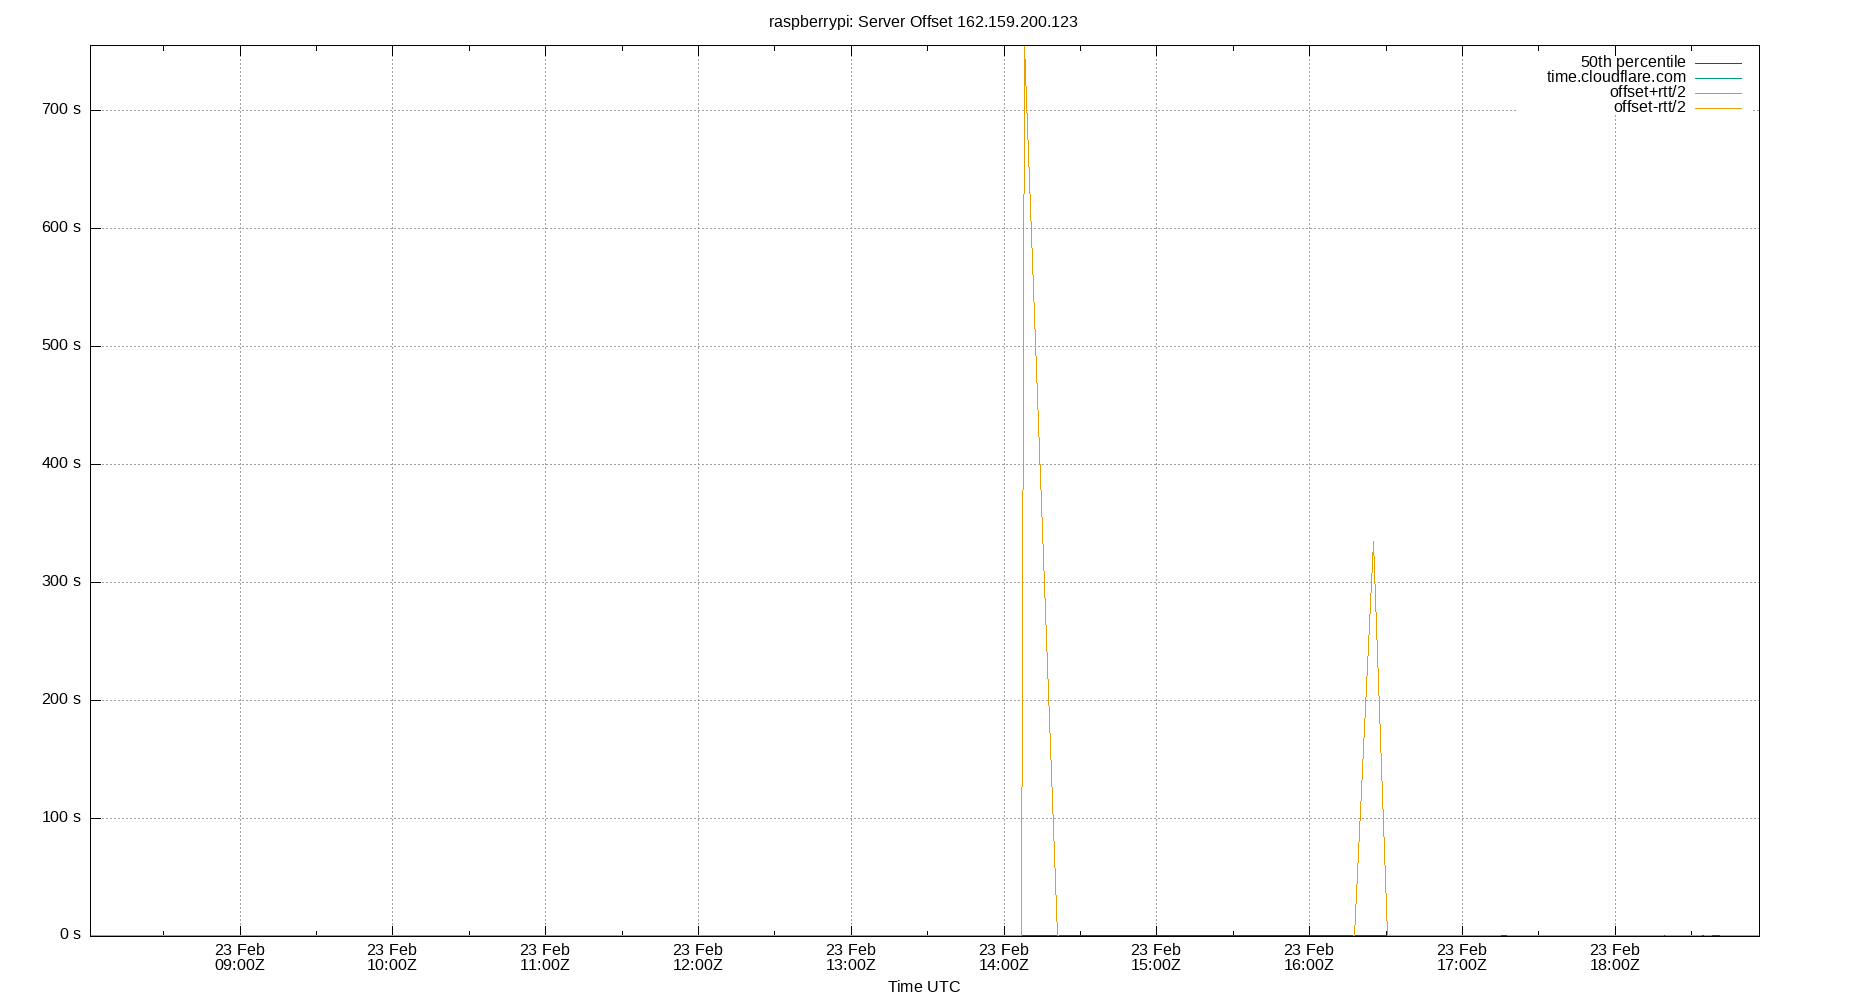 raspberrypi: Server Offset 162.159.200.123
50th percentile
time.cloudflare.com
offset+rtt/2
offset-rtt/2
700 s
600 s
500 s
400 s
300 s
200 s
100 s
0 s
23 Feb 23 Feb 23 Feb 23 Feb 23 Feb 23 Feb 23 Feb 23 Feb 23 Feb 23 Feb
09:00Z 10:00Z 11:00Z 12:00Z 13:00Z 14:00Z 15:00Z 16:00Z 17:00Z 18:00Z
Time UTC